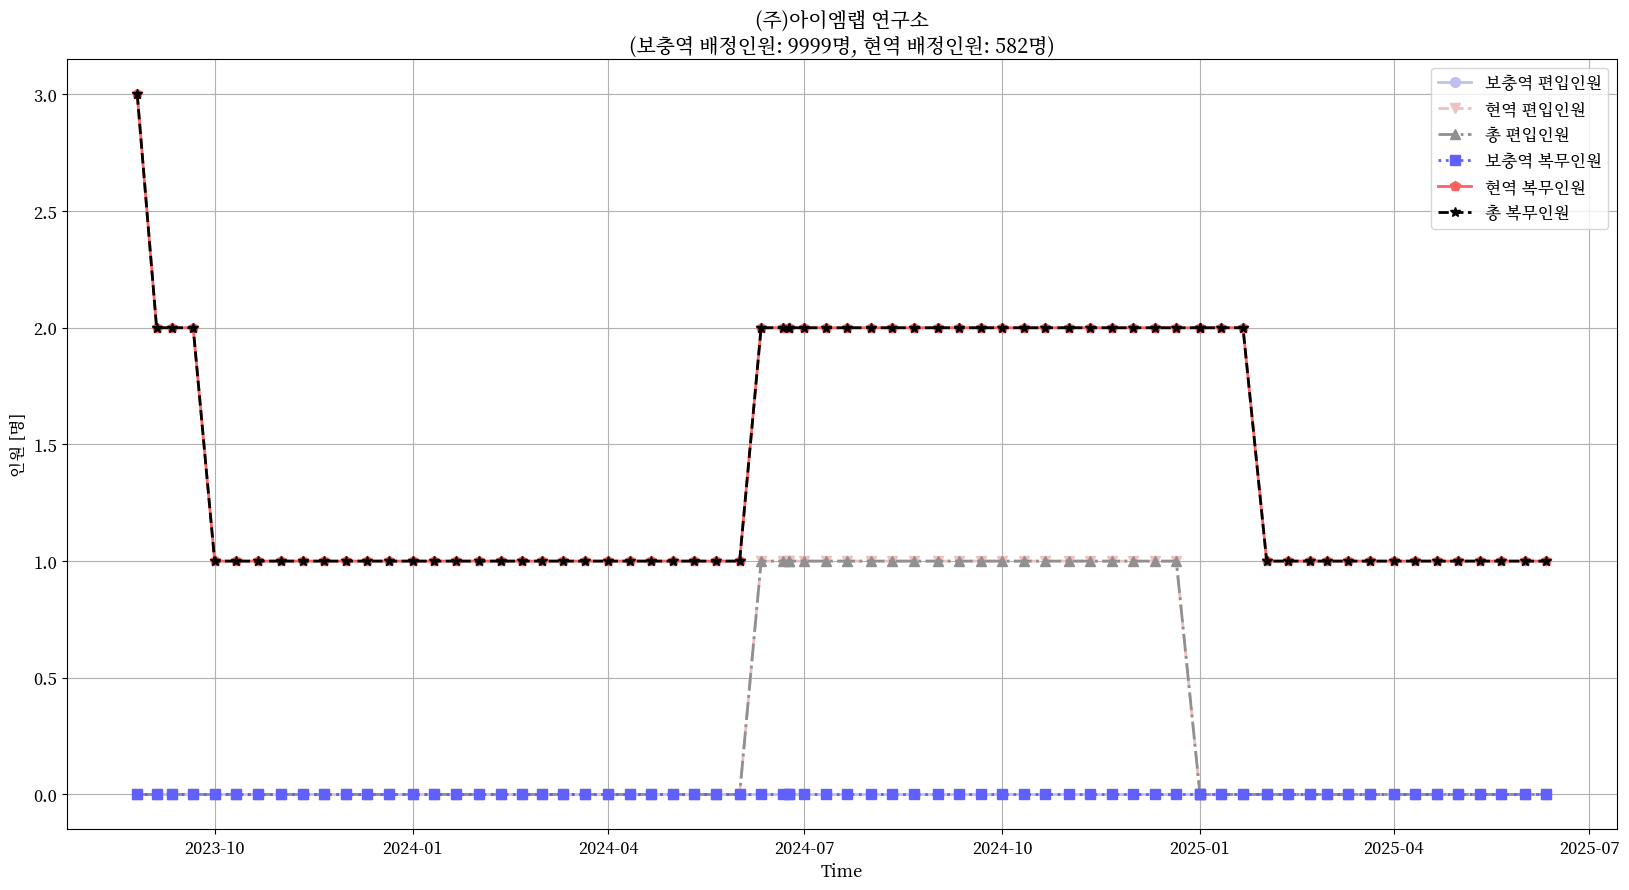 (주)아이엠랩 연구소
(보충역 배정인원: 9999명, 현역 배정인원: 582명)
보충역 편입인원
현역 편입인원
총 편입인원
보충역 복무인원
현역 복무인원
총 복무인원
3.0
2.5
2.0
1.5
1.0
0.5
0.0
인원 [명]
2023-10
2024-01
2024-04
2024-07
2024-10
2025-01
2025-04
2025-07
Time